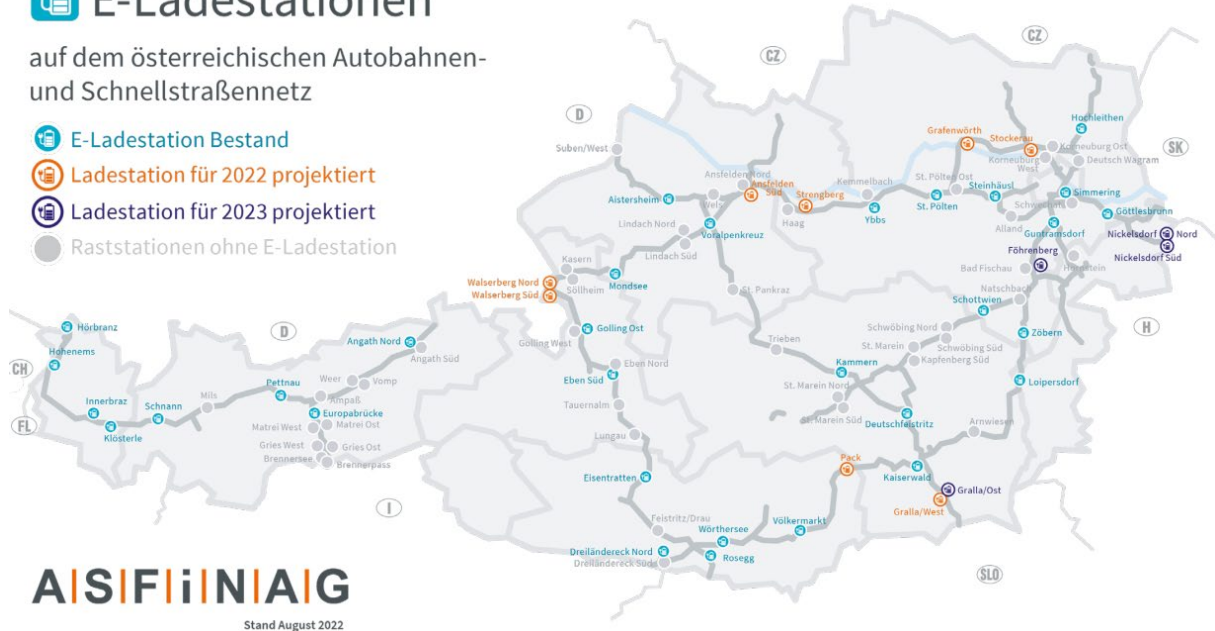 E-Ladestationen
auf dem österreichischen Autobahnen-
und Schnellstraßennetz
E-Ladestation Bestand
Ladestation für 2022 projektiert
Ladestation für 2023 projektiert
Raststationen ohne E-Ladestation
CZ
CZ
D
SK
Hochleithen
Grafenwörth
Stockerau
Korneuburg Ost
Korneuburg
West
Deutsch Wagram
Suben/West
Ansfelden Nord
Ansfelden
Süd
Strengberg
Kemmelbach
St. Pölten Ost
Steinhäusl
Simmering
Aistersheim
Wels
Haag
Ybbs
St. Pölten
Schwechat
Göttlesbrunn
Lindach Nord
Voralpenkreuz
Alland
Guntramsdorf
Nickelsdorf
Nord
Lindach Süd
Föhrenberg
Nickelsdorf Süd
Kasern
Bad Fischau
Hornstein
Walserberg Nord
Söllheim
Mondsee
St. Pankraz
Natschbach
Walserberg Süd
Schottwien
Hörbranz
D
Golling Ost
Schwöbing Nord
Zöbern
H
Angath Nord
Golling West
Trieben
St. Marein
Schwöbing Süd
Hohenems
Angath Süd
Eben Nord
Kapfenberg Süd
CH
Kammern
Pettnau
Weer
Vomp
Eben Süd
St. Marein Nord
Loipersdorf
Innerbraz
Schnann
Mils
Ampaß
Tauernalm
Europabrücke
St. Marein Süd
Deutschfeistritz
FL
Klösterle
Matrei West
Matrei Ost
Lungau
Arnwiesen
Gries West
Gries Ost
Brennersee
Brennerpass
Pack
Eisentratten
Kaiserwald
Gralla/Ost
I
Gralla/West
Feistritz/Drau
Völkermarkt
Wörthersee
Dreiländereck Nord
Rosegg
Dreiländereck Süd
SLO
A|S|F|i|N|A|G
Stand August 2022